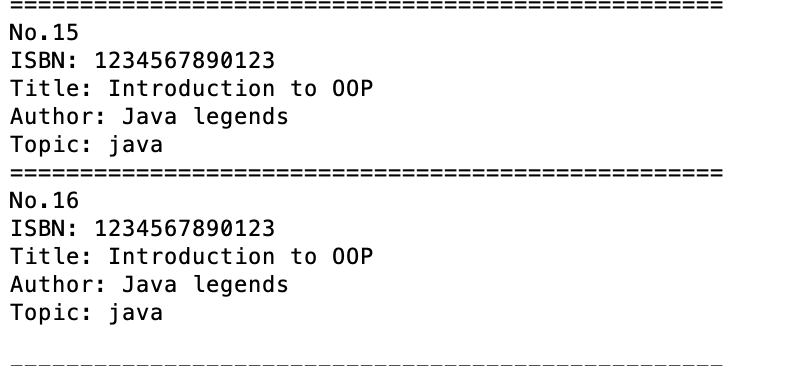 ===================================================
No.15
ISBN: 1234567890123
Title: Introduction to OOP
Author: Java legends
Topic: java
===================================================
No.16
ISBN: 1234567890123
Title: Introduction to OOP
Author: Java legends
Topic: java
___________________________________________________